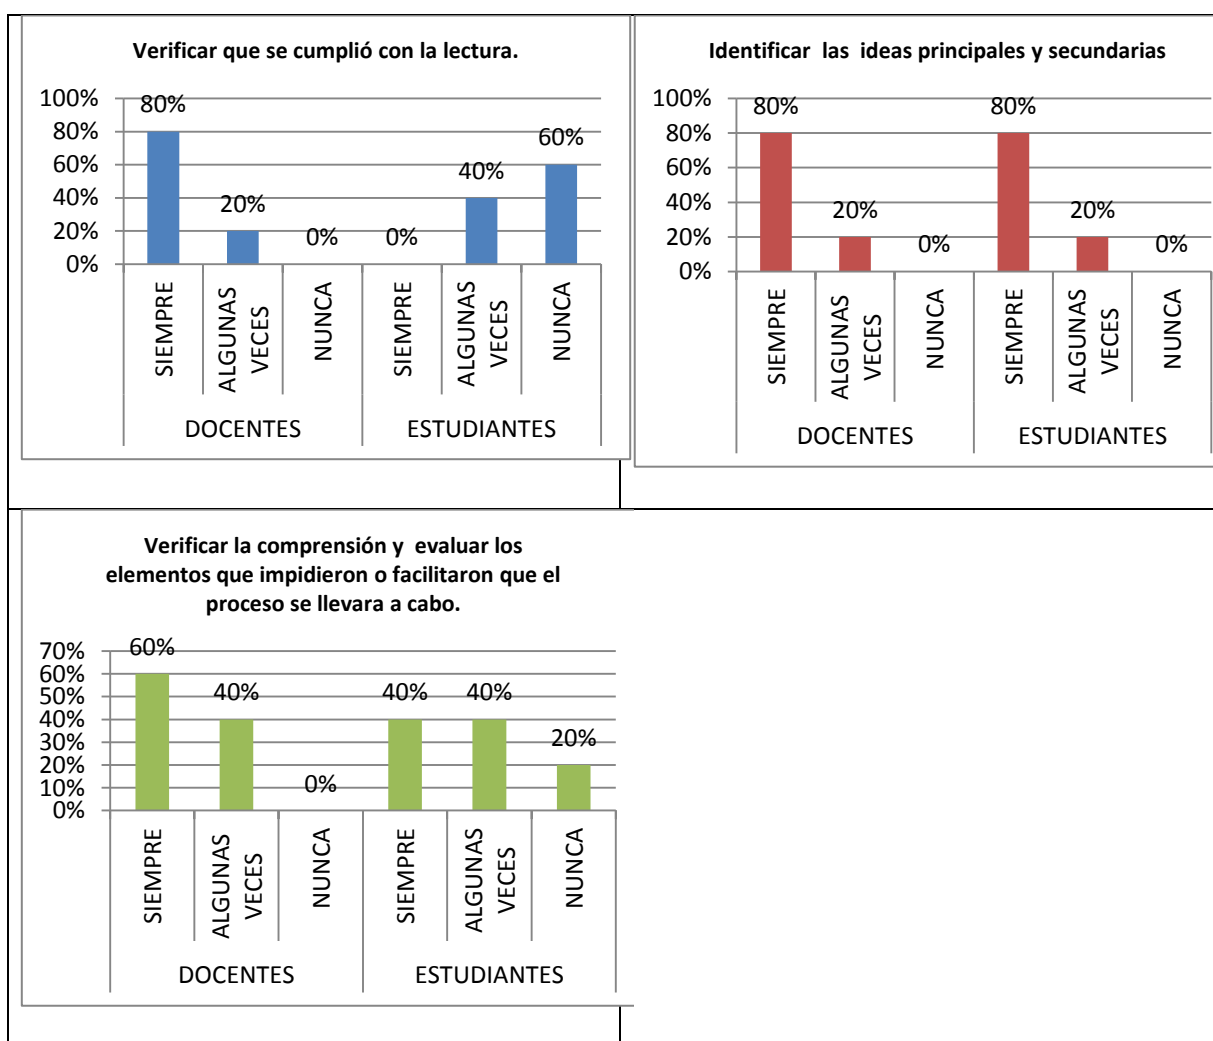 Verificar que se cumplió con la lectura.
100%
80%
60%
40%
20%
0%
80%
20%
0%
0%
40%
60%
SIEMPRE
ALGUNAS
VECES
NUNCA
SIEMPRE
ALGUNAS
VECES
NUNCA
DOCENTES
ESTUDIANTES
Identificar las ideas principales y secundarias
100%
80%
60%
40%
20%
0%
80%
20%
0%
80%
20%
0%
SIEMPRE
ALGUNAS
VECES
NUNCA
SIEMPRE
ALGUNAS
VECES
NUNCA
DOCENTES
ESTUDIANTES
Verificar la comprensión y evaluar los
elementos que impidieron o facilitaron que el
proceso se llevara a cabo.
70%
60%
50%
40%
30%
20%
10%
0%
60%
40%
0%
40%
40%
20%
SIEMPRE
ALGUNAS
VECES
NUNCA
SIEMPRE
ALGUNAS
VECES
NUNCA
DOCENTES
ESTUDIANTES